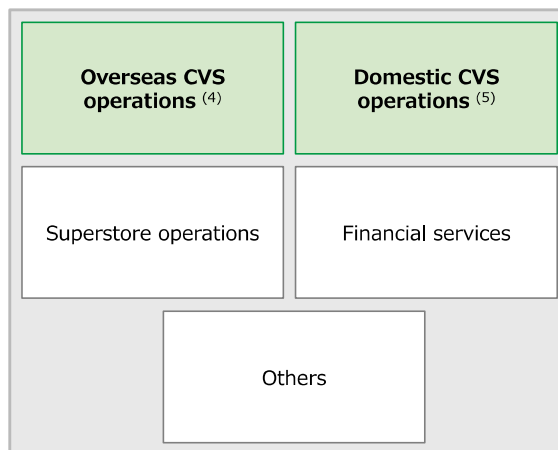 Overseas CVS
operations (4)
Domestic CVS
operations (5)
Superstore operations
Financial services
Others